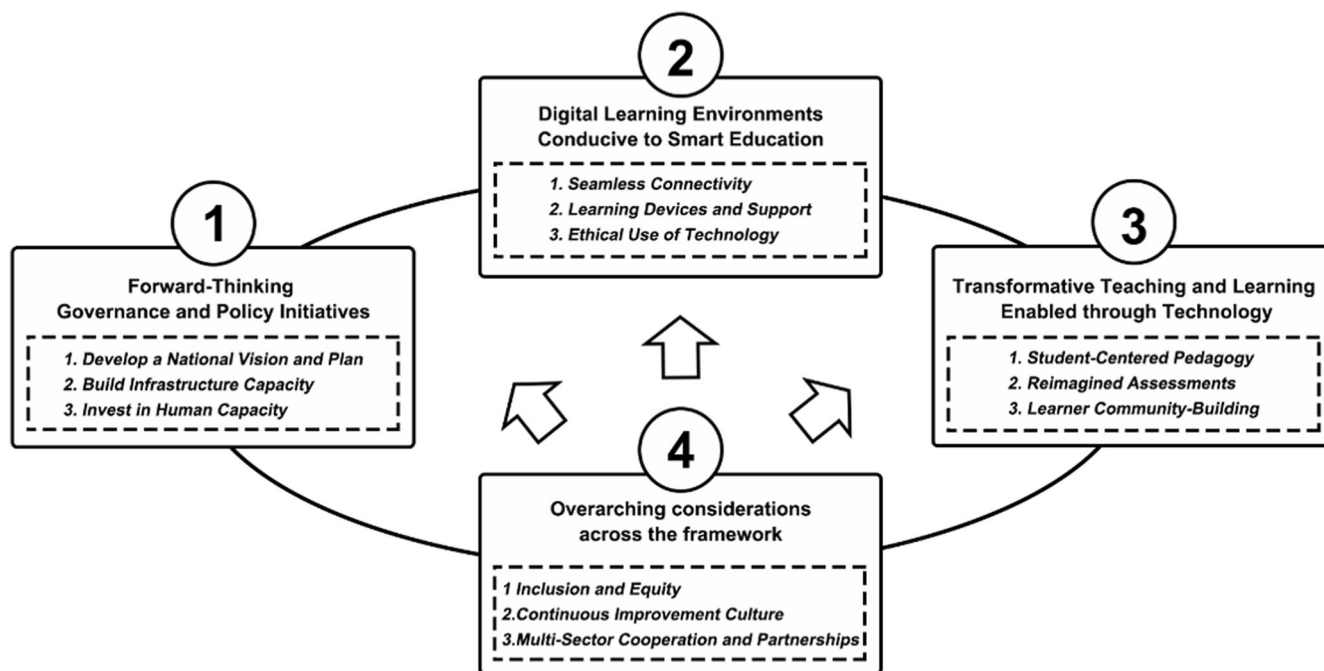 1
Forward-Thinking
Governance and Policy Initiatives
1. Develop a National Vision and Plan
2. Build Infrastructure Capacity
3. Invest in Human Capacity
2
Digital Learning Environments
Conducive to Smart Education
1. Seamless Connectivity
2. Learning Devices and Support
3. Ethical Use of Technology
3
Transformative Teaching and Learning
Enabled through Technology
1. Student-Centered Pedagogy
2. Reimagined Assessments
3. Learner Community-Building
4
Overarching considerations
across the framework
1 Inclusion and Equity
2.Continuous Improvement Culture
3.Multi-Sector Cooperation and Partnerships